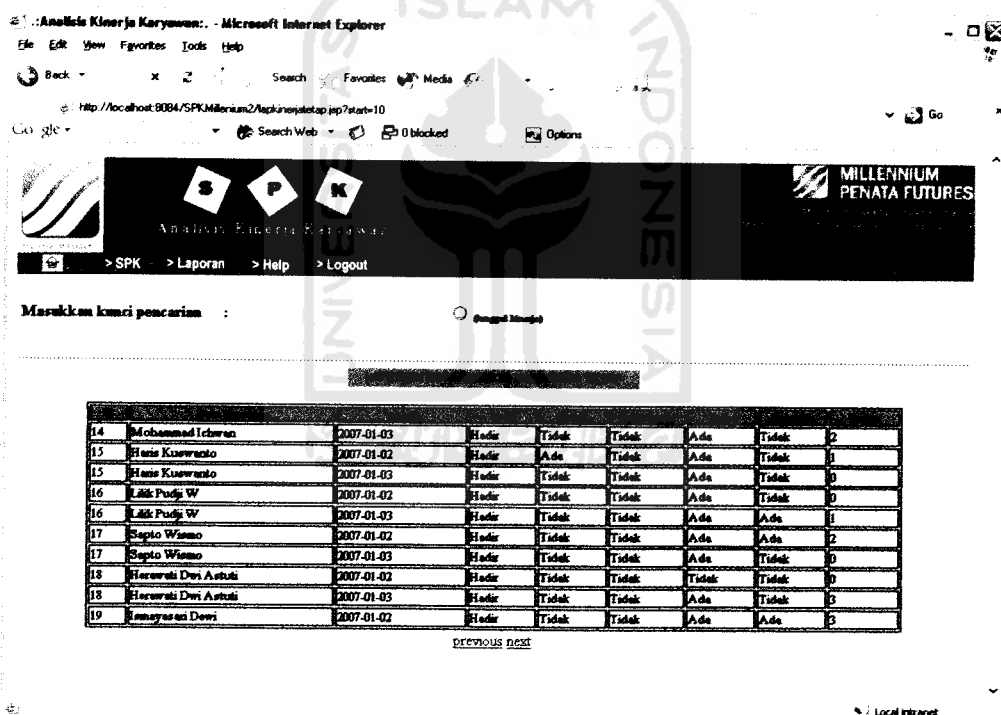 .:Analisis Kinerja Karyawan:. - Microsoft Internet Explorer
File Edit View Favorites Tools Help
Back Search Favorites Media
http://localhost:8084/SPKMillenium2/lapkinerjatetap.jsp?start=10 Go
Search Web 0 blocked Options
S P K
MILLENNIUM
PENATA FUTURES
Analisis Kinerja Karyawan
> SPK > Laporan > Help > Logout
Masukkan kunci pencarian :
14 Mohammad Ichwan 2007-01-03 Hadir Tidak Tidak Ada Tidak 2
15 Haris Kuswanto 2007-01-02 Hadir Ada Tidak Ada Tidak 1
15 Haris Kuswanto 2007-01-03 Hadir Tidak Tidak Ada Tidak 0
16 Lilik Pudji W 2007-01-02 Hadir Tidak Tidak Ada Tidak 0
16 Lilik Pudji W 2007-01-03 Hadir Tidak Tidak Ada Ada 1
17 Septo Wismo 2007-01-02 Hadir Tidak Tidak Ada Ada 2
17 Septo Wismo 2007-01-03 Hadir Tidak Tidak Ada Tidak 0
18 Herawati Dwi Astuti 2007-01-02 Hadir Tidak Tidak Tidak Tidak 0
18 Herawati Dwi Astuti 2007-01-03 Hadir Tidak Tidak Ada Tidak 3
19 Ismayasari Dewi 2007-01-02 Hadir Tidak Tidak Ada Ada 3
previous next
Local intranet
ISLAM
UNIVERSITAS
INDONESIA